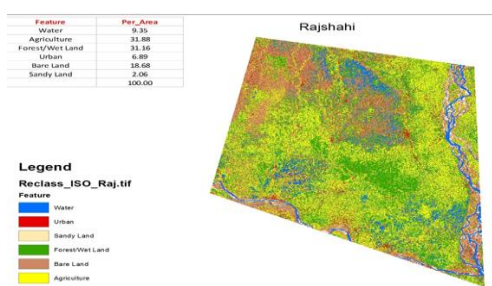 Feature Per_Area
Water 9.35
Agriculture 31.88
Forest/Wet Land 31.16
Urban 6.89
Bare Land 18.68
Sandy Land 2.06
100.00
Rajshahi
Legend
Reclass_ISO_Raj.tif
Feature
Water
Urban
Sandy Land
Forest/Wet Land
Bare Land
Agriculture